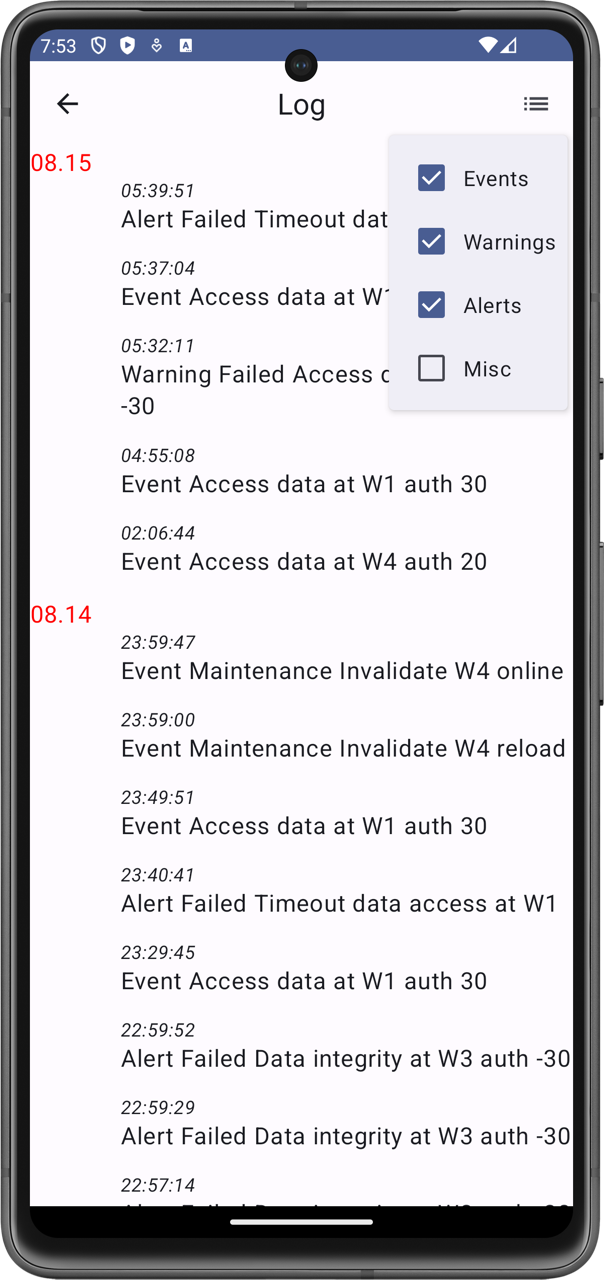 7:53
Log
Events
Warnings
Alerts
Misc
08.15
05:39:51
Alert Failed Timeout dat
05:37:04
Event Access data at W1
05:32:11
Warning Failed Access
-30
04:55:08
Event Access data at W1 auth 30
02:06:44
Event Access data at W4 auth 20
08.14
23:59:47
Event Maintenance Invalidate W4 online
23:59:00
Event Maintenance Invalidate W4 reload
23:49:51
Event Access data at W1 auth 30
23:40:41
Alert Failed Timeout data access at W1
23:29:45
Event Access data at W1 auth 30
22:59:52
Alert Failed Data integrity at W3 auth -30
22:59:29
Alert Failed Data integrity at W3 auth -30
22:57:14